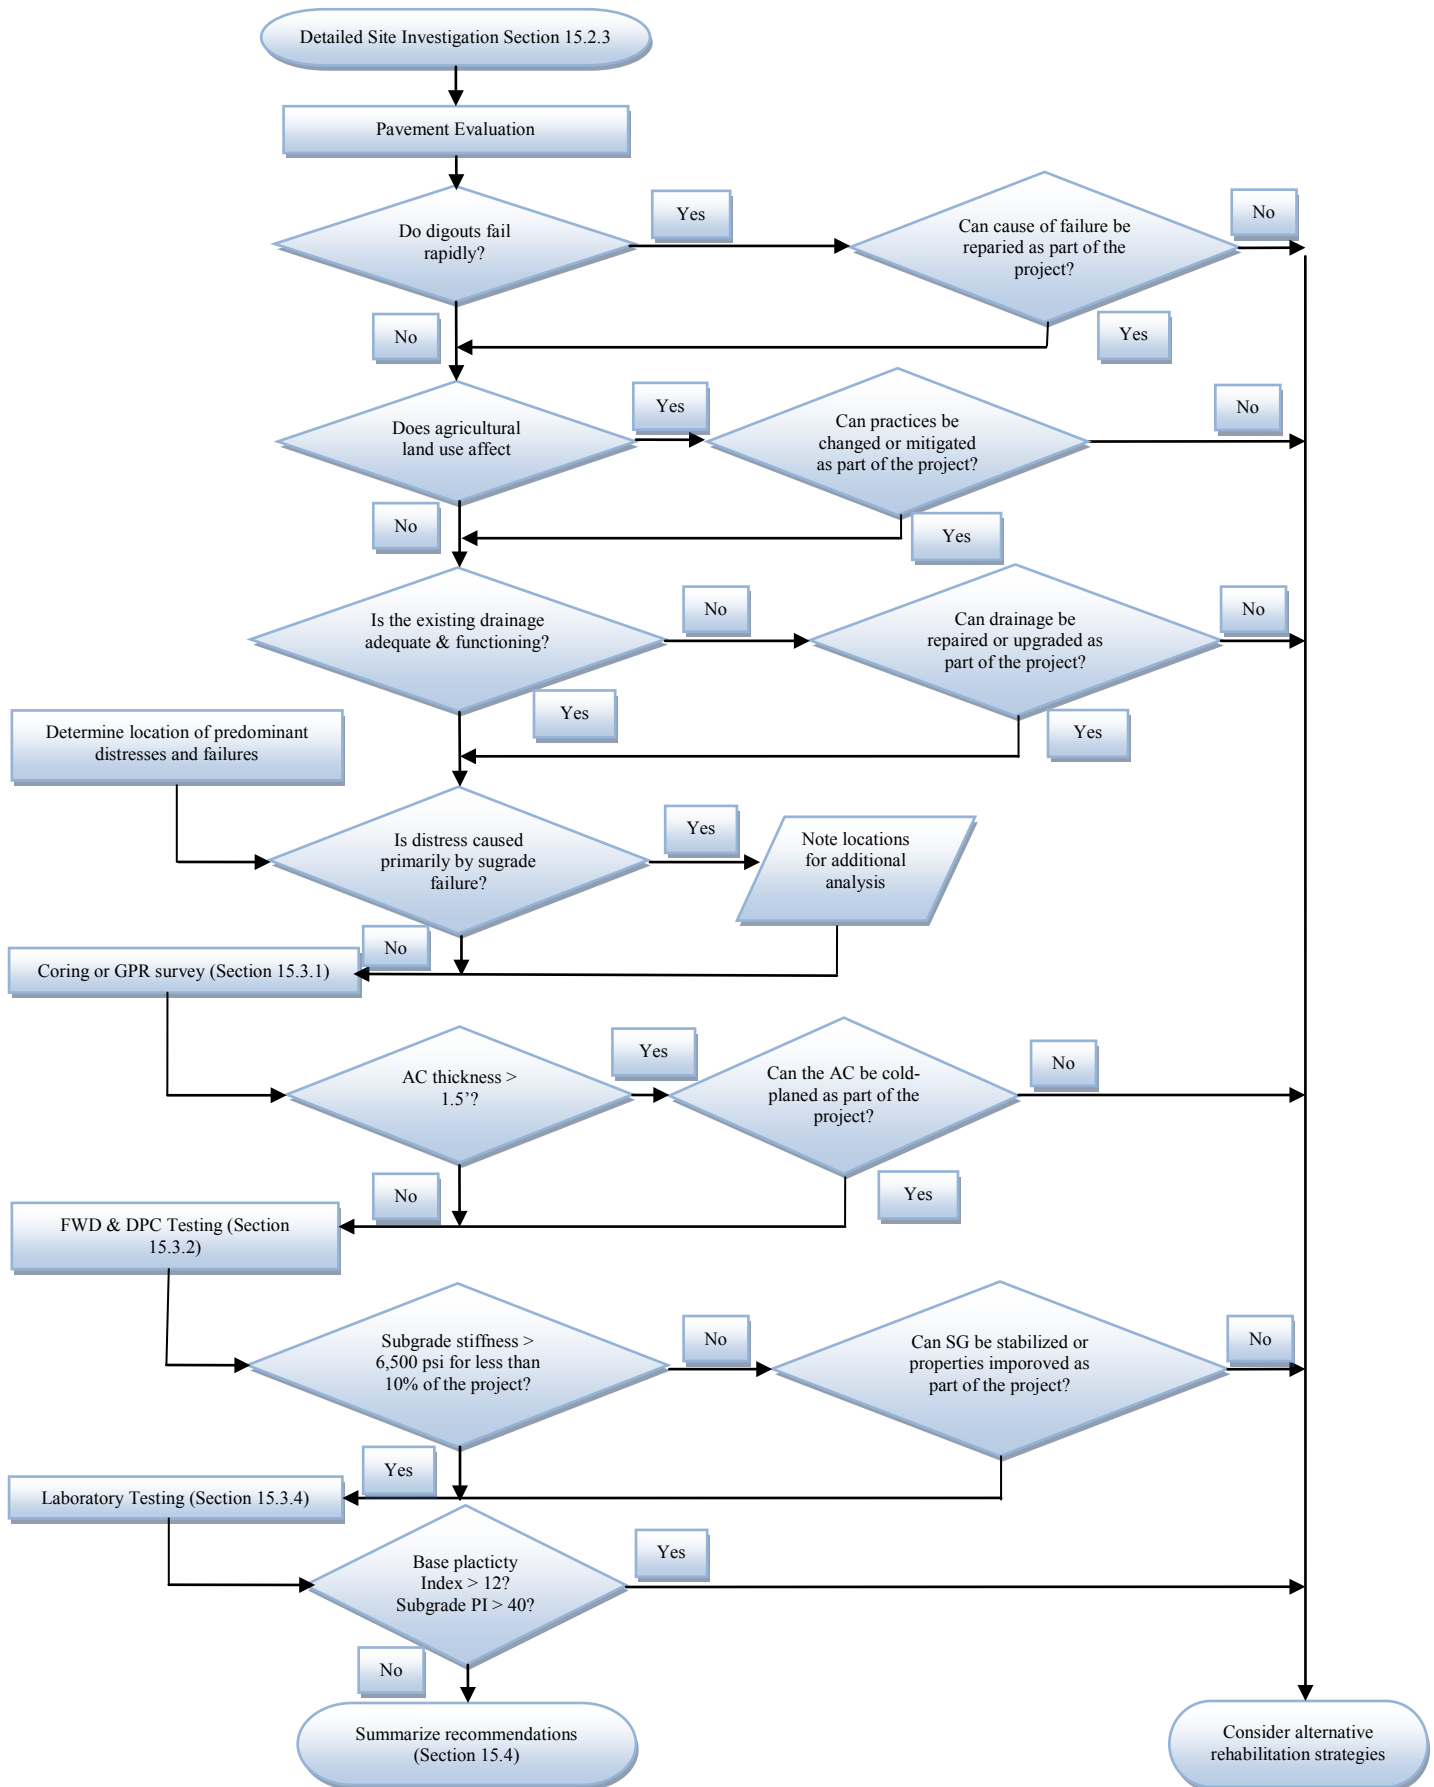 Detailed Site Investigation Section 15.2.3
Pavement Evaluation
Do digouts fail
rapidly?
Yes
Can cause of failure be
reparied as part of the
project?
No
No
Yes
Does agricultural
land use affect
Yes
Can practices be
changed or mitigated
as part of the project?
No
No
Yes
Is the existing drainage
adequate & functioning?
No
Can drainage be
repaired or upgraded as
part of the project?
No
Yes
Yes
Determine location of predominant
distresses and failures
Is distress caused
primarily by sugrade
failure?
Yes
Note locations
for additional
analysis
No
Coring or GPR survey (Section 15.3.1)
AC thickness >
1.5’?
Yes
Can the AC be cold-
planed as part of the
project?
No
No
Yes
FWD & DPC Testing (Section
15.3.2)
Subgrade stiffness >
6,500 psi for less than
10% of the project?
No
Can SG be stabilized or
properties imporoved as
part of the project?
No
Yes
Laboratory Testing (Section 15.3.4)
Base placticty
Index > 12?
Subgrade PI > 40?
Yes
No
Summarize recommendations
(Section 15.4)
Consider alternative
rehabilitation strategies